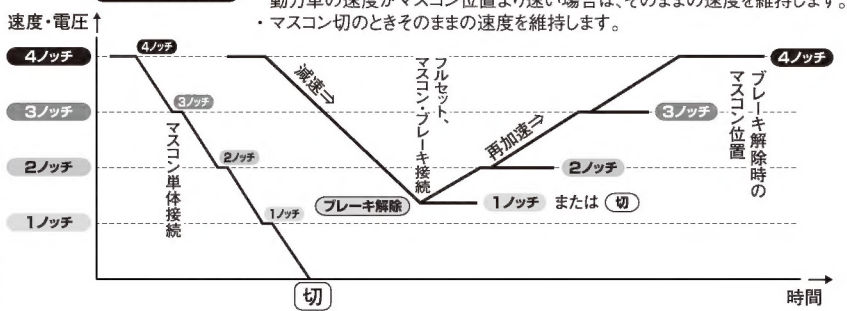 動力車の速度がマスコン位置より速い場合は、そのままの速度を維持します。
・マスコン切のときそのままの速度を維持します。
速度・電圧
4ノッチ
3ノッチ
2ノッチ
1ノッチ
4ノッチ
3ノッチ
2ノッチ
1ノッチ
マスコン単体接続
切
減速⇒
フルセット、
マスコン・ブレーキ接続
ブレーキ解除
再加速⇒
4ノッチ
3ノッチ
2ノッチ
1ノッチ または 切
ブレーキ解除時の
マスコン位置
時間